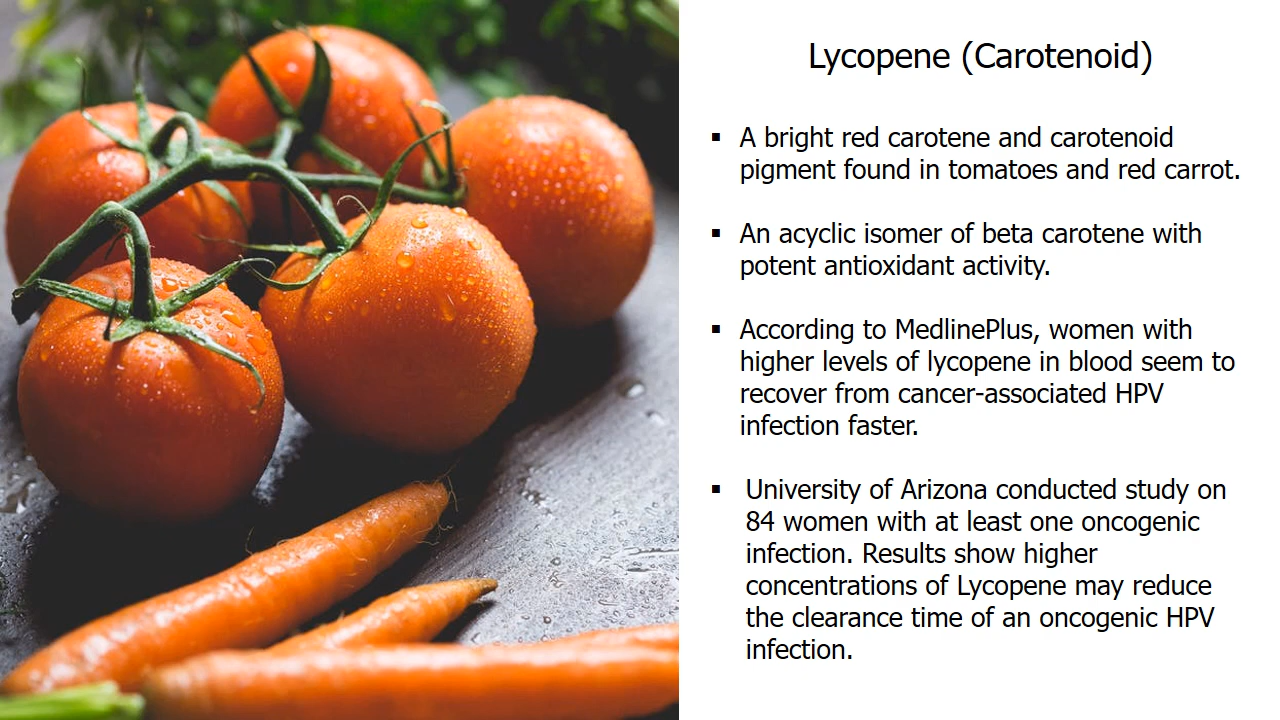 Lycopene (Carotenoid)
▪ A bright red carotene and carotenoid
pigment found in tomatoes and red carrot.
▪ An acyclic isomer of beta carotene with
potent antioxidant activity.
▪ According to MedlinePlus, women with
higher levels of lycopene in blood seem to
recover from cancer-associated HPV
infection faster.
▪ University of Arizona conducted study on
84 women with at least one oncogenic
infection. Results show higher
concentrations of Lycopene may reduce
the clearance time of an oncogenic HPV
infection.